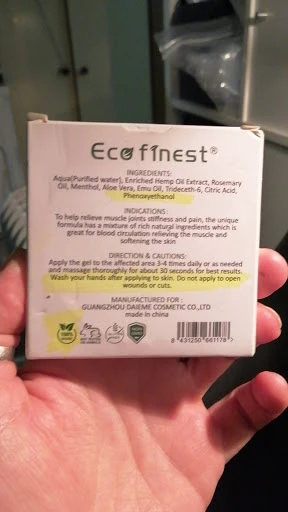 Ecofinest®
INGREDIENTS:
Aqua(Purified water), Enriched Hemp Oil Extract, Rosemary
Oil, Menthol, Aloe Vera, Emu Oil, Trideceth-6, Citric Acid,
Phenoxyethanol
INDICATIONS:
To help relieve muscle joints stiffness and pain, the unique
formula has a mixture of rich natural ingredients which is
great for blood circulation relieving the muscle and
softening the skin
DIRECTION & CAUTIONS:
Apply the gel to the affected area 3-4 times daily or as needed
and massage thoroughly for about 30 seconds for best results.
Wash your hands after applying to skin. Do not apply to open
wounds or cuts.
MANUFACTURED FOR :
GUANGZHOU DAIEME COSMETIC CO.,LTD
made in china
100%
8 431250 661178